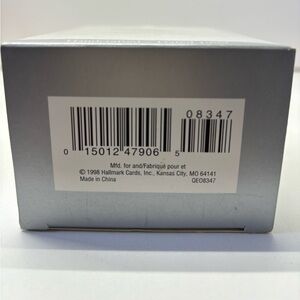 08347
0 15012 47906 5
Mfd. for and/Fabriqué pour et
© 1998 Hallmark Cards, Inc., Kansas City, MO 64141
Made in China QEO8347